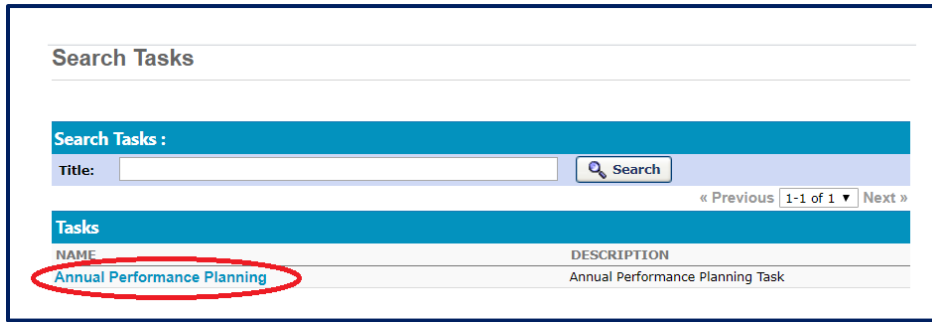 Search Tasks
Search Tasks :
Title: Search
« Previous 1-1 of 1 ▼ Next »
Tasks
NAME DESCRIPTION
Annual Performance Planning Annual Performance Planning Task